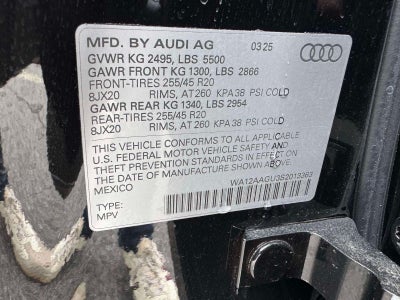 MFD. BY AUDI AG 03 25
GVWR KG 2495, LBS 5500
GAWR FRONT KG 1300, LBS 2866
FRONT-TIRES 255/45 R20
8JX20 RIMS, AT 260 KPA 38 PSI COLD
GAWR REAR KG 1340, LBS 2954
REAR-TIRES 255/45 R20
8JX20 RIMS, AT 260 KPA 38 PSI COLD
THIS VEHICLE CONFORMS TO ALL APPLICABLE
U.S. FEDERAL MOTOR VEHICLE SAFETY AND
THEFT PREVENTION STANDARDS IN EFFECT ON
THE DATE OF MANUFACTURE SHOWN ABOVE.
MEXICO
WA12AAGU3S2013363
TYPE:
MPV